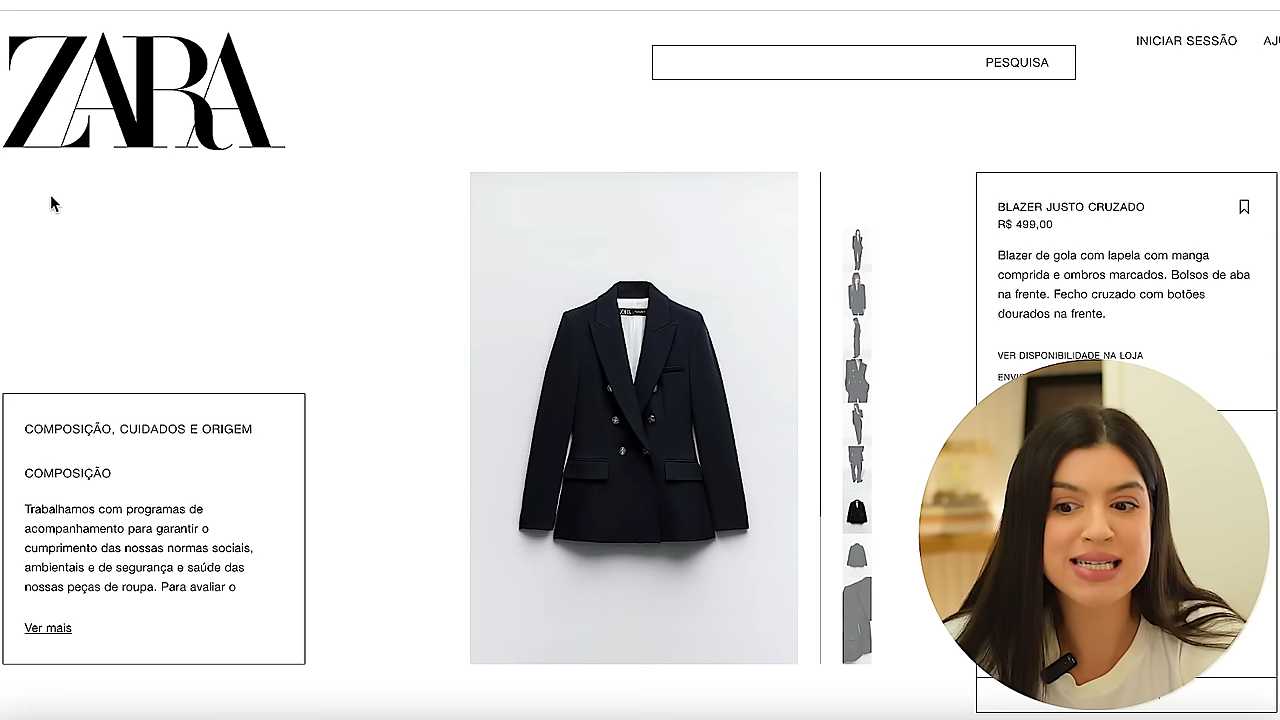 ZARA
PESQUISA
INICIAR SESSÃO
BLAZER JUSTO CRUZADO
R$ 499,00
Blazer de gola com lapela com manga
comprida e ombros marcados. Bolsos de aba
na frente. Fecho cruzado com botões
dourados na frente.
VER DISPONIBILIDADE NA LOJA
COMPOSIÇÃO, CUIDADOS E ORIGEM
COMPOSIÇÃO
Trabalhamos com programas de
acompanhamento para garantir o
cumprimento das nossas normas sociais,
ambientais e de segurança e saúde das
nossas peças de roupa. Para avaliar o
Ver mais
ZARA